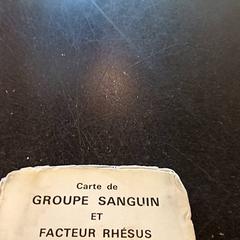 Carte de
GROUPE SANGUIN
ET
FACTEUR RHÉSUS